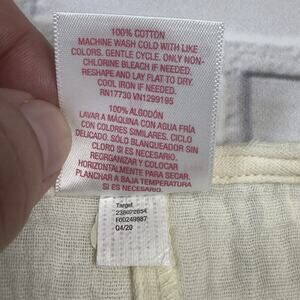 100% COTTON
MACHINE WASH COLD WITH LIKE
COLORS. GENTLE CYCLE. ONLY NON-
CHLORINE BLEACH IF NEEDED.
RESHAPE AND LAY FLAT TO DRY.
COOL IRON IF NEEDED.
RN17730 VN1299195
100% ALGODÓN
LAVAR A MÁQUINA CON AGUA FRÍA
CON COLORES SIMILARES. CICLO
DELICADO. SÓLO BLANQUEADOR SIN
CLORO SI ES NECESARIO.
REORGANIZAR Y COLOCAR
HORIZONTALMENTE PARA SECAR.
PLANCHAR A BAJA TEMPERATURA
SI ES NECESARIO.
Target
F00249987
Q4/20